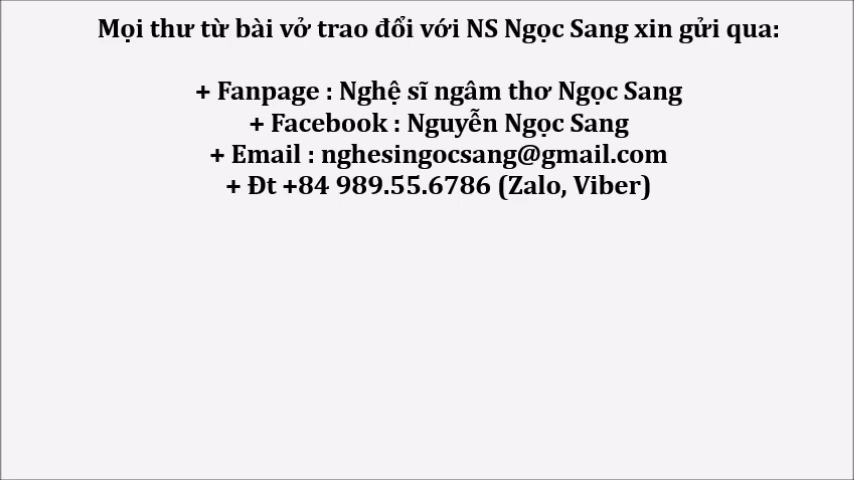 Mọi thư từ bài vở trao đổi với NS Ngọc Sang xin gửi qua:
+ Fanpage : Nghệ sĩ ngâm thơ Ngọc Sang
+ Facebook : Nguyễn Ngọc Sang
+ Email : nghesingocsang@gmail.com
+ Đt +84 989.55.6786 (Zalo, Viber)